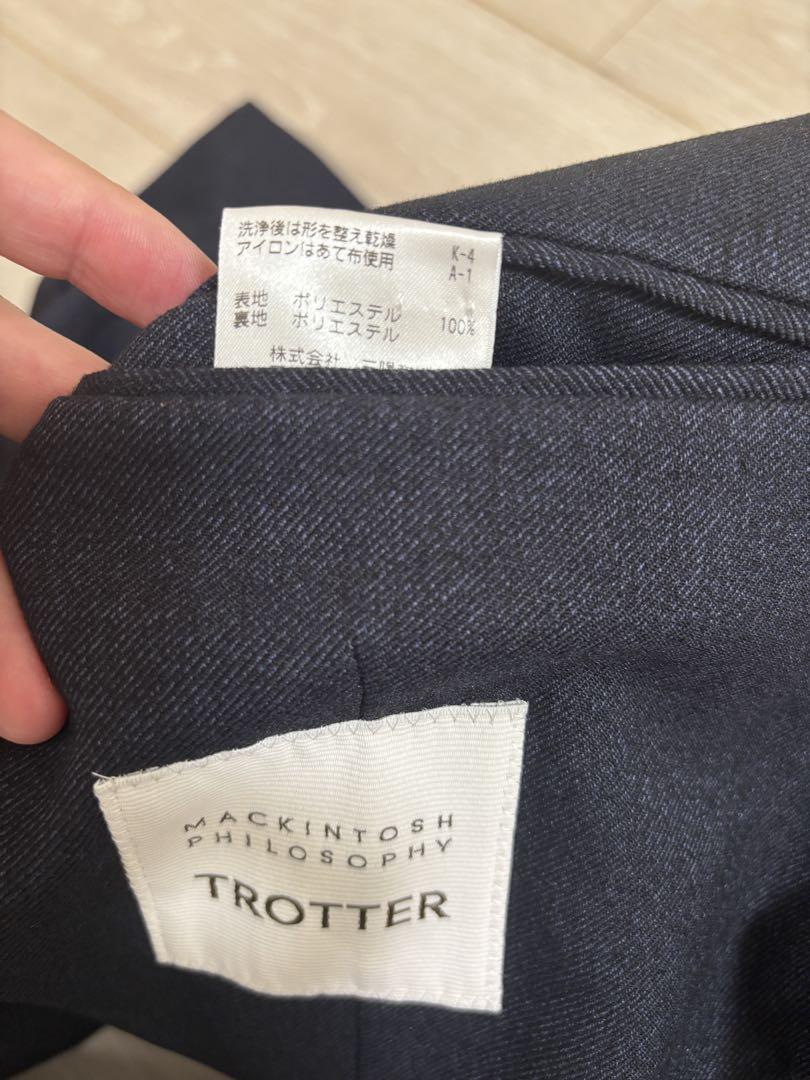 洗浄後は形を整え乾燥
アイロンはあて布使用
K-4
A-1
表地 ポリエステル
裏地 ポリエステル 100%
株式会社
MACKINTOSH
PHILOSOPHY
TROTTER